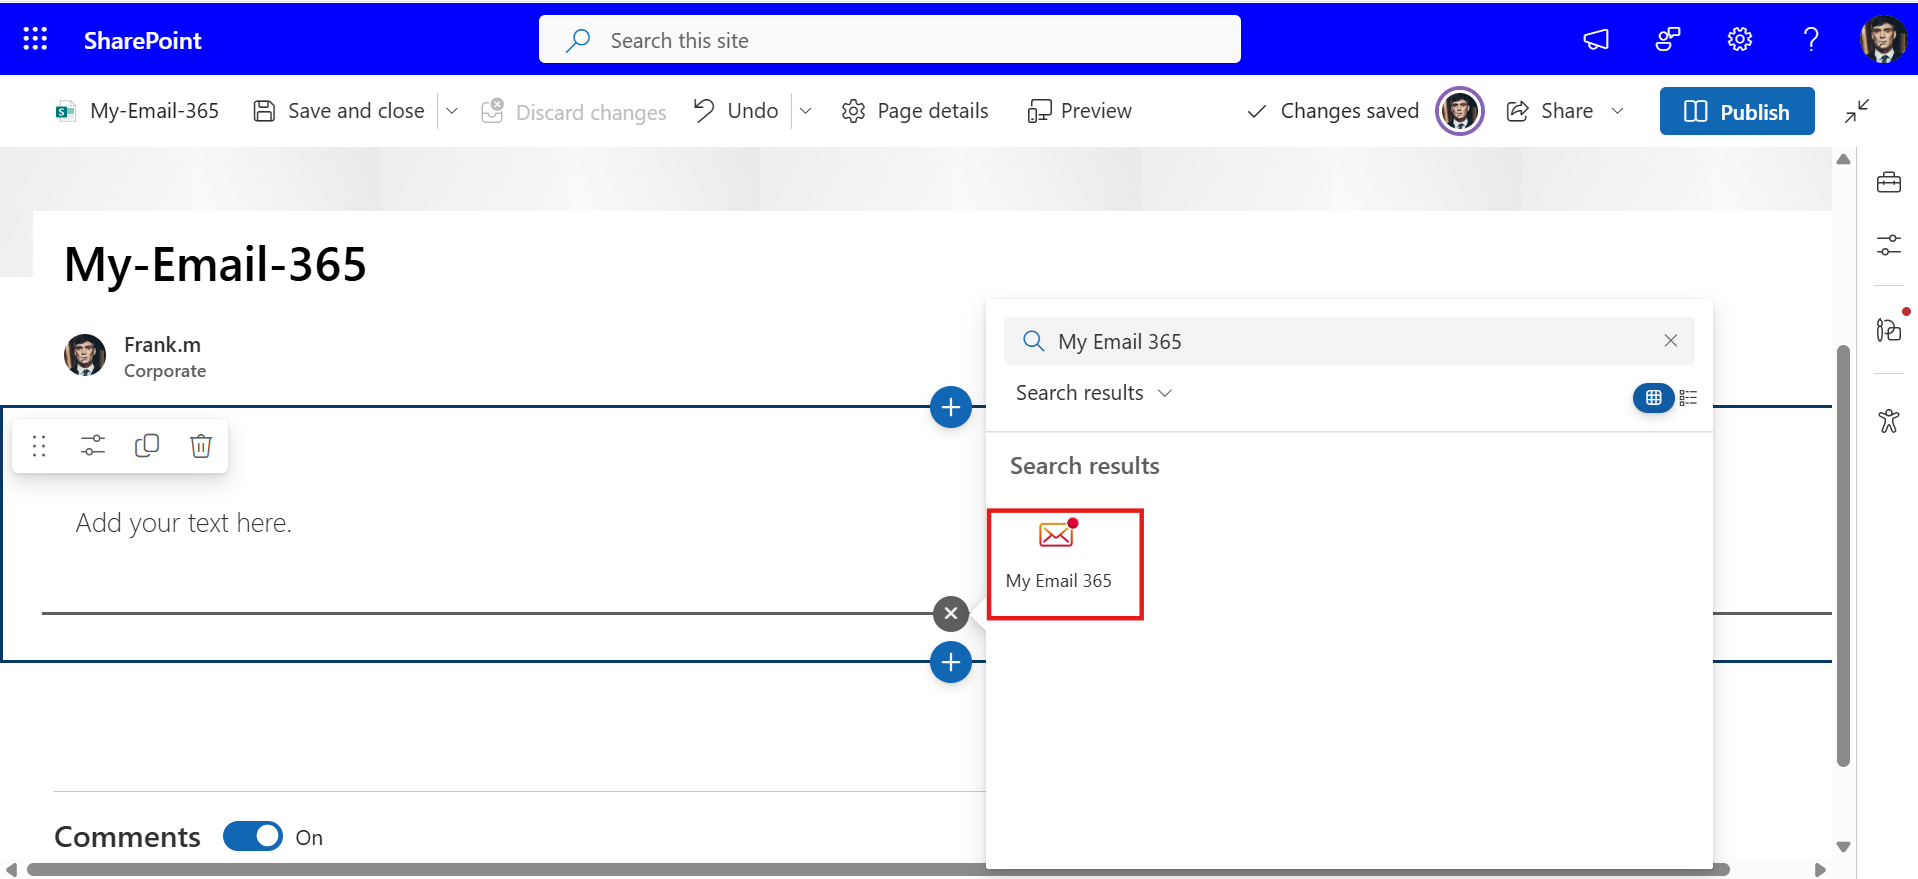 SharePoint
Search this site
?
My-Email-365
Save and close
Discard changes
Undo
Page details
Preview
Changes saved
Share
Publish
My-Email-365
Frank.m
Corporate
My Email 365
Search results
Search results
My Email 365
Add your text here.
Comments
On